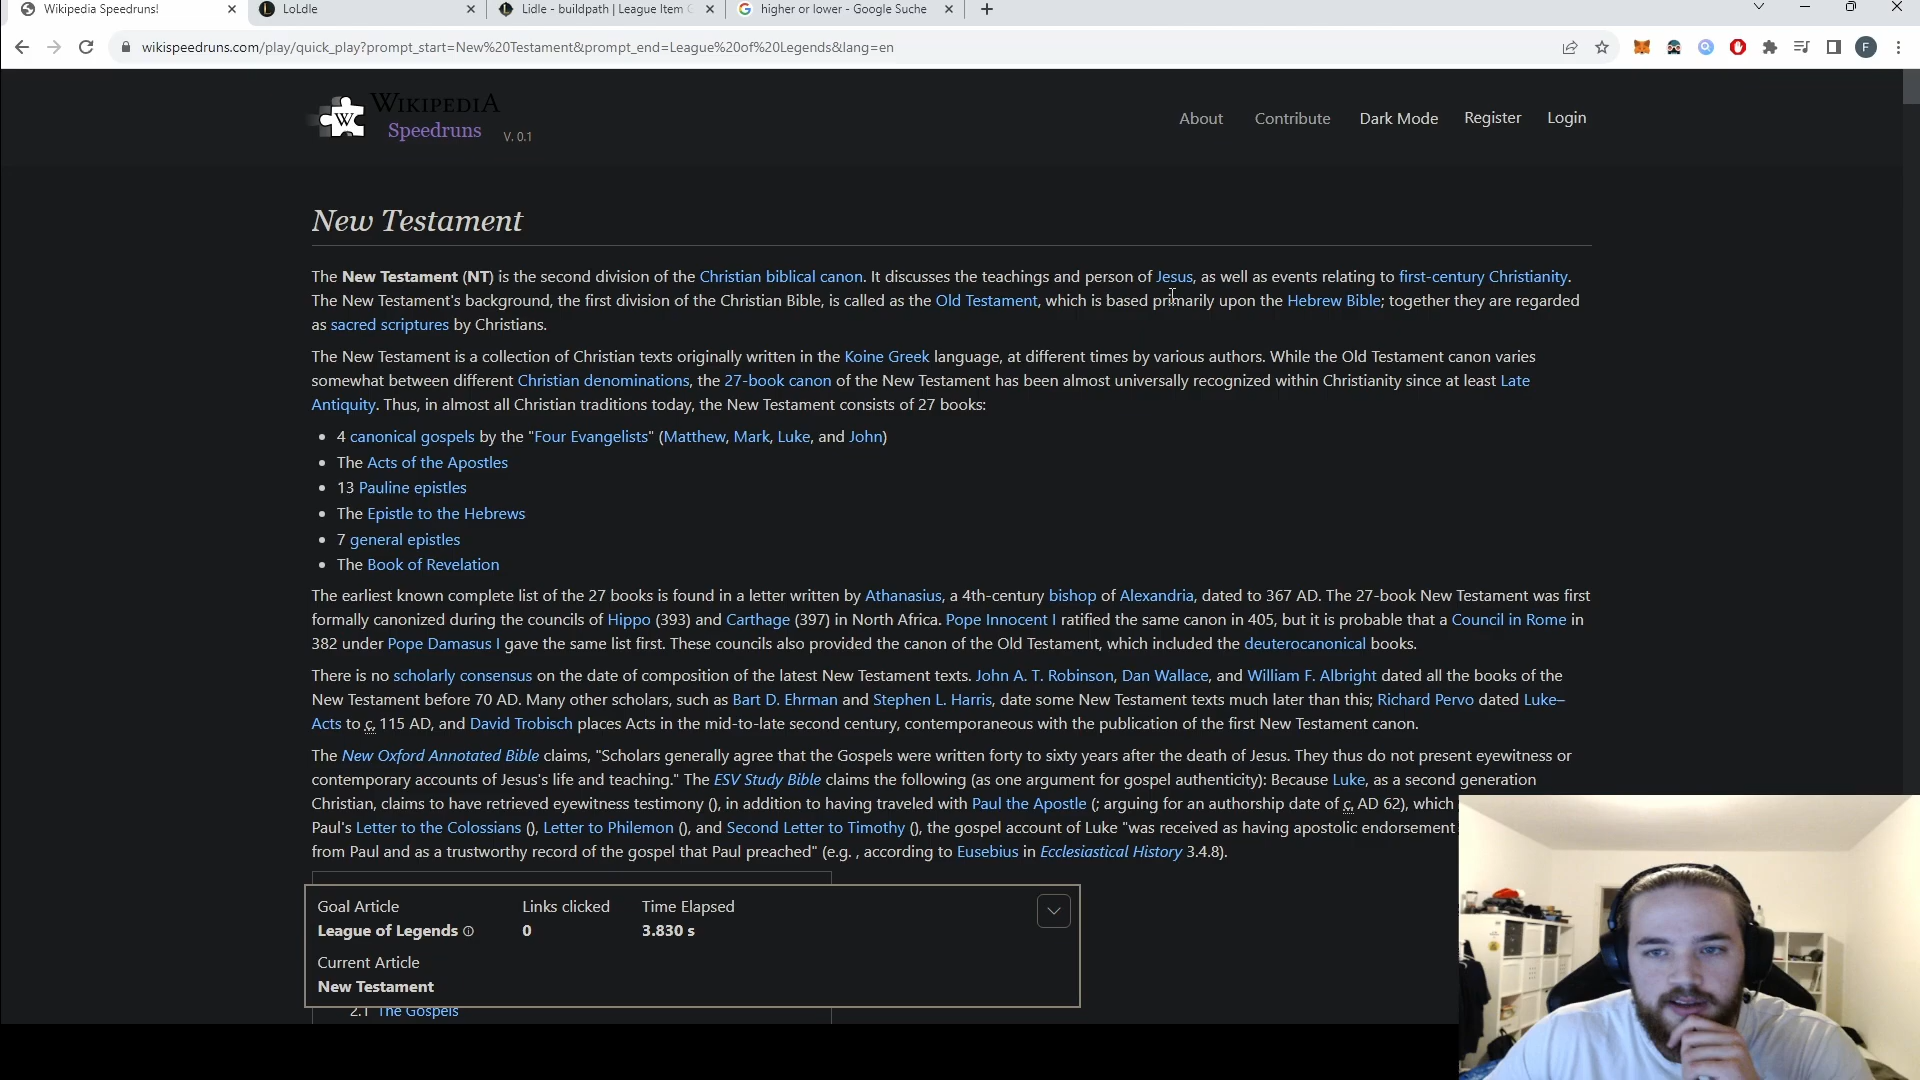 Wikipedia Speedruns!
LoLdle
Lidle - buildpath | League Item
higher or lower - Google Suche
wikispeedruns.com/play/quick_play?prompt_start=New%20Testament&prompt_end=League%20of%20Legends&lang=en
F
WIKIPEDIA
W
Speedruns
V. 0.1
About
Contribute
Dark Mode
Register
Login
New Testament
The New Testament (NT) is the second division of the Christian biblical canon. It discusses the teachings and person of Jesus, as well as events relating to first-century Christianity.
The New Testament's background, the first division of the Christian Bible, is called as the Old Testament, which is based primarily upon the Hebrew Bible; together they are regarded
as sacred scriptures by Christians.
The New Testament is a collection of Christian texts originally written in the Koine Greek language, at different times by various authors. While the Old Testament canon varies
somewhat between different Christian denominations, the 27-book canon of the New Testament has been almost universally recognized within Christianity since at least Late
Antiquity. Thus, in almost all Christian traditions today, the New Testament consists of 27 books:
• 4 canonical gospels by the "Four Evangelists" (Matthew, Mark, Luke, and John)
• The Acts of the Apostles
• 13 Pauline epistles
• The Epistle to the Hebrews
• 7 general epistles
• The Book of Revelation
The earliest known complete list of the 27 books is found in a letter written by Athanasius, a 4th-century bishop of Alexandria, dated to 367 AD. The 27-book New Testament was first
formally canonized during the councils of Hippo (393) and Carthage (397) in North Africa. Pope Innocent I ratified the same canon in 405, but it is probable that a Council in Rome in
382 under Pope Damasus I gave the same list first. These councils also provided the canon of the Old Testament, which included the deuterocanonical books.
There is no scholarly consensus on the date of composition of the latest New Testament texts. John A. T. Robinson, Dan Wallace, and William F. Albright dated all the books of the
New Testament before 70 AD. Many other scholars, such as Bart D. Ehrman and Stephen L. Harris, date some New Testament texts much later than this; Richard Pervo dated Luke–
Acts to c. 115 AD, and David Trobisch places Acts in the mid-to-late second century, contemporaneous with the publication of the first New Testament canon.
The New Oxford Annotated Bible claims, "Scholars generally agree that the Gospels were written forty to sixty years after the death of Jesus. They thus do not present eyewitness or
contemporary accounts of Jesus's life and teaching." The ESV Study Bible claims the following (as one argument for gospel authenticity): Because Luke, as a second generation
Christian, claims to have retrieved eyewitness testimony (), in addition to having traveled with Paul the Apostle (; arguing for an authorship date of c. AD 62), which
Paul's Letter to the Colossians (), Letter to Philemon (), and Second Letter to Timothy (), the gospel account of Luke "was received as having apostolic endorsement
from Paul and as a trustworthy record of the gospel that Paul preached" (e.g. , according to Eusebius in Ecclesiastical History 3.4.8).
Goal Article
League of Legends
Links clicked
0
Time Elapsed
3.830 s
Current Article
New Testament
2.1 The Gospels